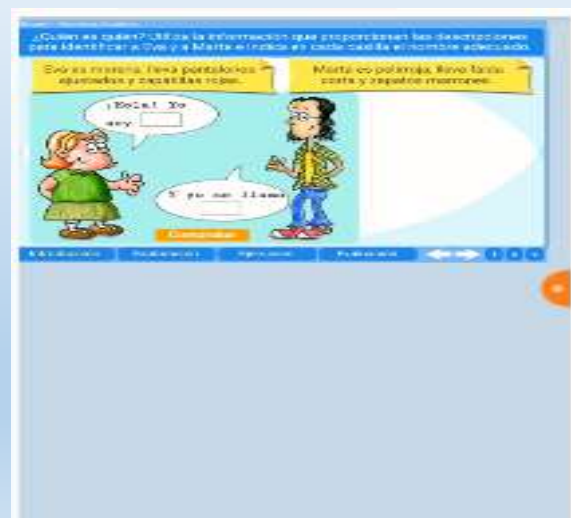 ¿Quién es quién? Utiliza la información que proporcionan las descripciones
para identificar a Eva y a Marta e indica en cada casilla el nombre adecuado.
Eva es morena, lleva pantalones
ajustados y zapatillas rojas.
Marta es pelirroja, lleva falda
corta y zapatos marrones.
¡Hola! Yo
soy
Y yo me llamo
Comprobar